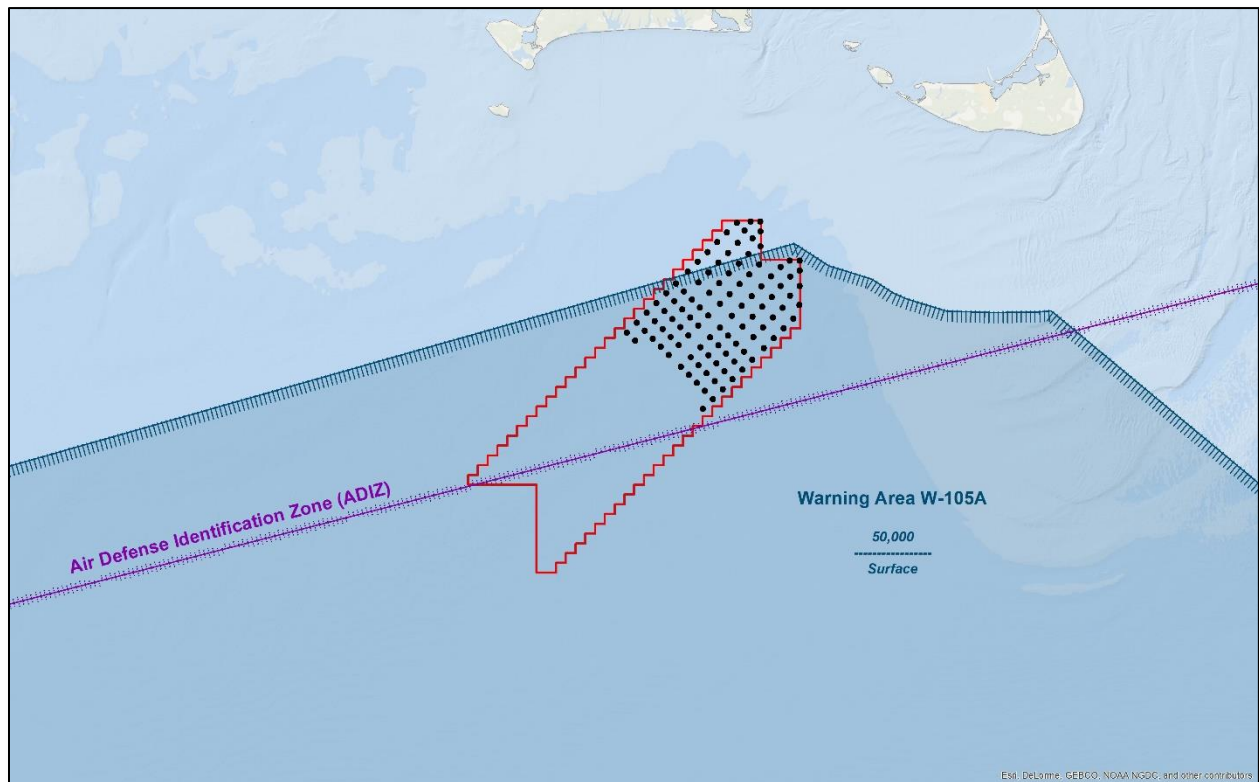 Air Defense Identification Zone (ADIZ)
Warning Area W-105A
50,000
-----------------
Surface
Esri, DeLorme, GEBCO, NOAA NGDC, and other contributors